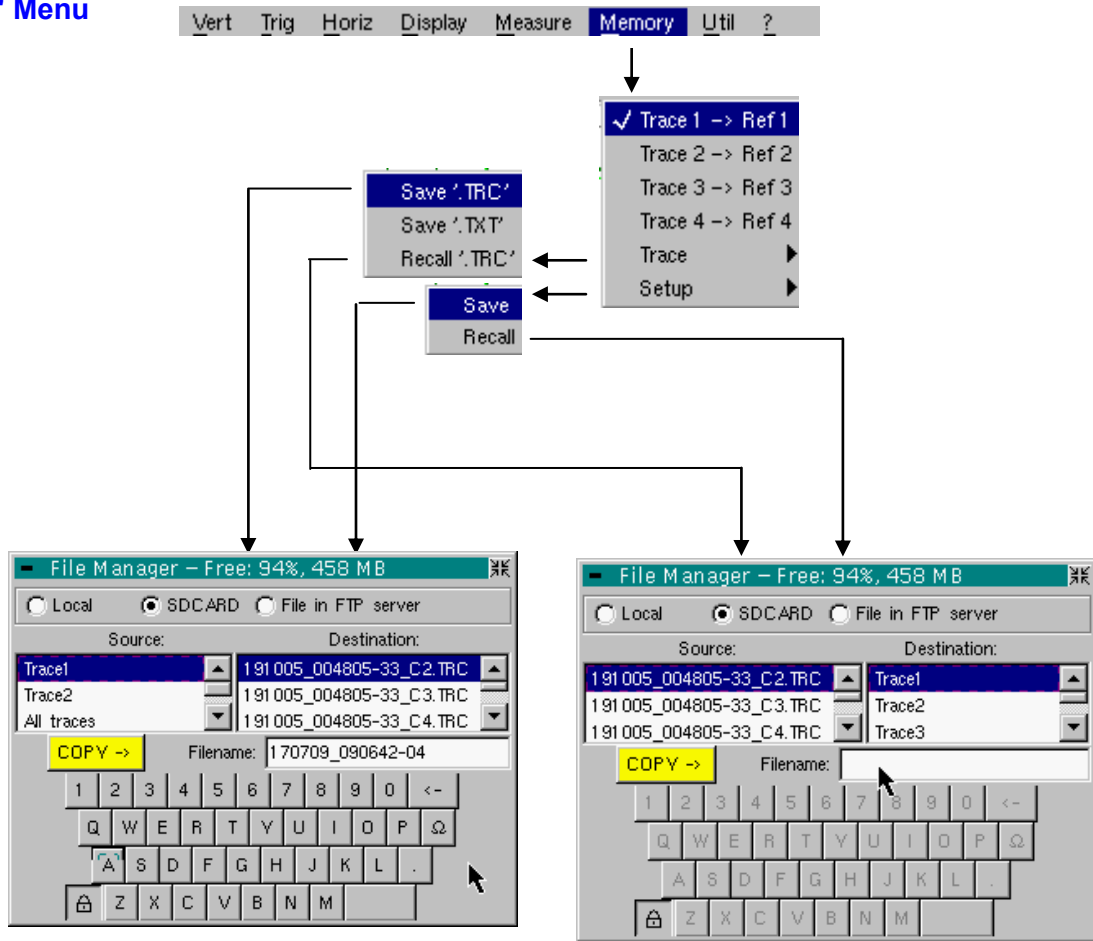 ' Menu
Vert Trig Horiz Display Measure Memory Util ?
✓ Trace 1 –> Ref 1
Trace 2 –> Ref 2
Trace 3 –> Ref 3
Trace 4 –> Ref 4
Trace
Setup
Save '.TRC'
Save '.TXT'
Recall '.TRC'
Save
Recall
File Manager – Free: 94%, 458 MB
Local SDCARD File in FTP server
Source: Destination:
Trace1 191005_004805-33_C2.TRC
Trace2 191005_004805-33_C3.TRC
All traces 191005_004805-33_C4.TRC
COPY -> Filename: 170709_090642-04
1 2 3 4 5 6 7 8 9 0 <-
Q W E R T Y U I O P Ω
A S D F G H J K L .
Z X C V B N M
File Manager – Free: 94%, 458 MB
Local SDCARD File in FTP server
Source: Destination:
191005_004805-33_C2.TRC Trace1
191005_004805-33_C3.TRC Trace2
191005_004805-33_C4.TRC Trace3
COPY -> Filename:
1 2 3 4 5 6 7 8 9 0 <-
Q W E R T Y U I O P Ω
A S D F G H J K L .
Z X C V B N M